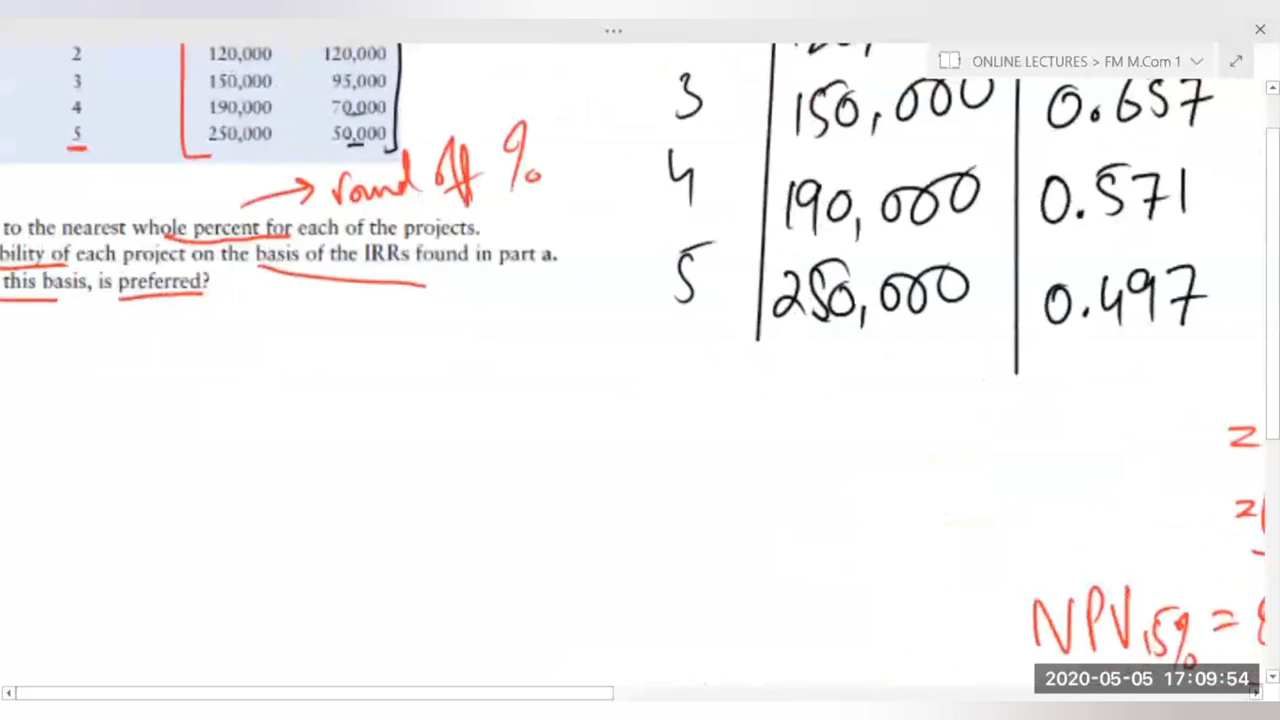 ...
ONLINE LECTURES > FM M.Com 1
2 120,000 120,000
3 150,000 95,000
4 190,000 70,000
5 250,000 50,000
round off %
to the nearest whole percent for each of the projects.
bility of each project on the basis of the IRRs found in part a.
this basis, is preferred?
3 150,000 0.657
4 190,000 0.571
5 250,000 0.497
NPV15% =
2020-05-05 17:09:54